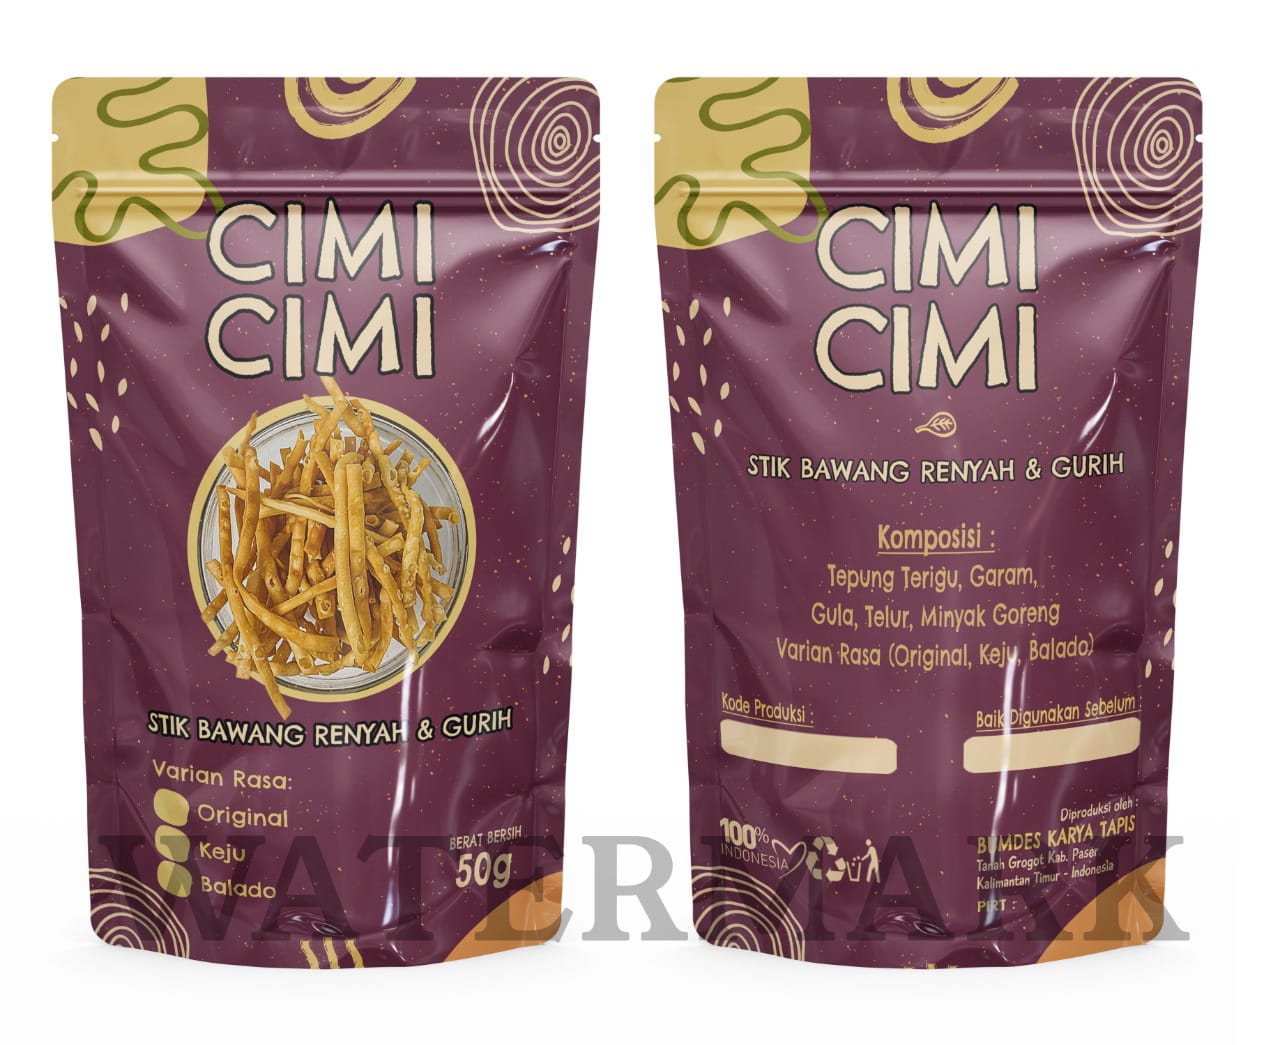 CIMI
CIMI
STIK BAWANG RENYAH & GURIH
Varian Rasa:
Original
Keju
Balado
BERAT BERSIH
50g
CIMI
CIMI
STIK BAWANG RENYAH & GURIH
Komposisi :
Tepung Terigu, Garam,
Gula, Telur, Minyak Goreng
Varian Rasa (Original, Keju, Balado)
Kode Produksi :
Baik Digunakan Sebelum :
100%
INDONESIA
Diproduksi oleh :
BUMDES KARYA TAPIS
Tanah Grogot Kab. Paser
Kalimantan Timur - Indonesia
PIRT :
WATERMARK